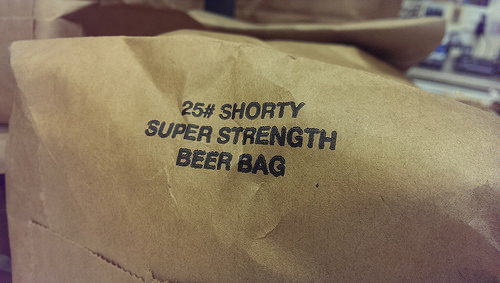 25# SHORTY
SUPER STRENGTH
BEER BAG